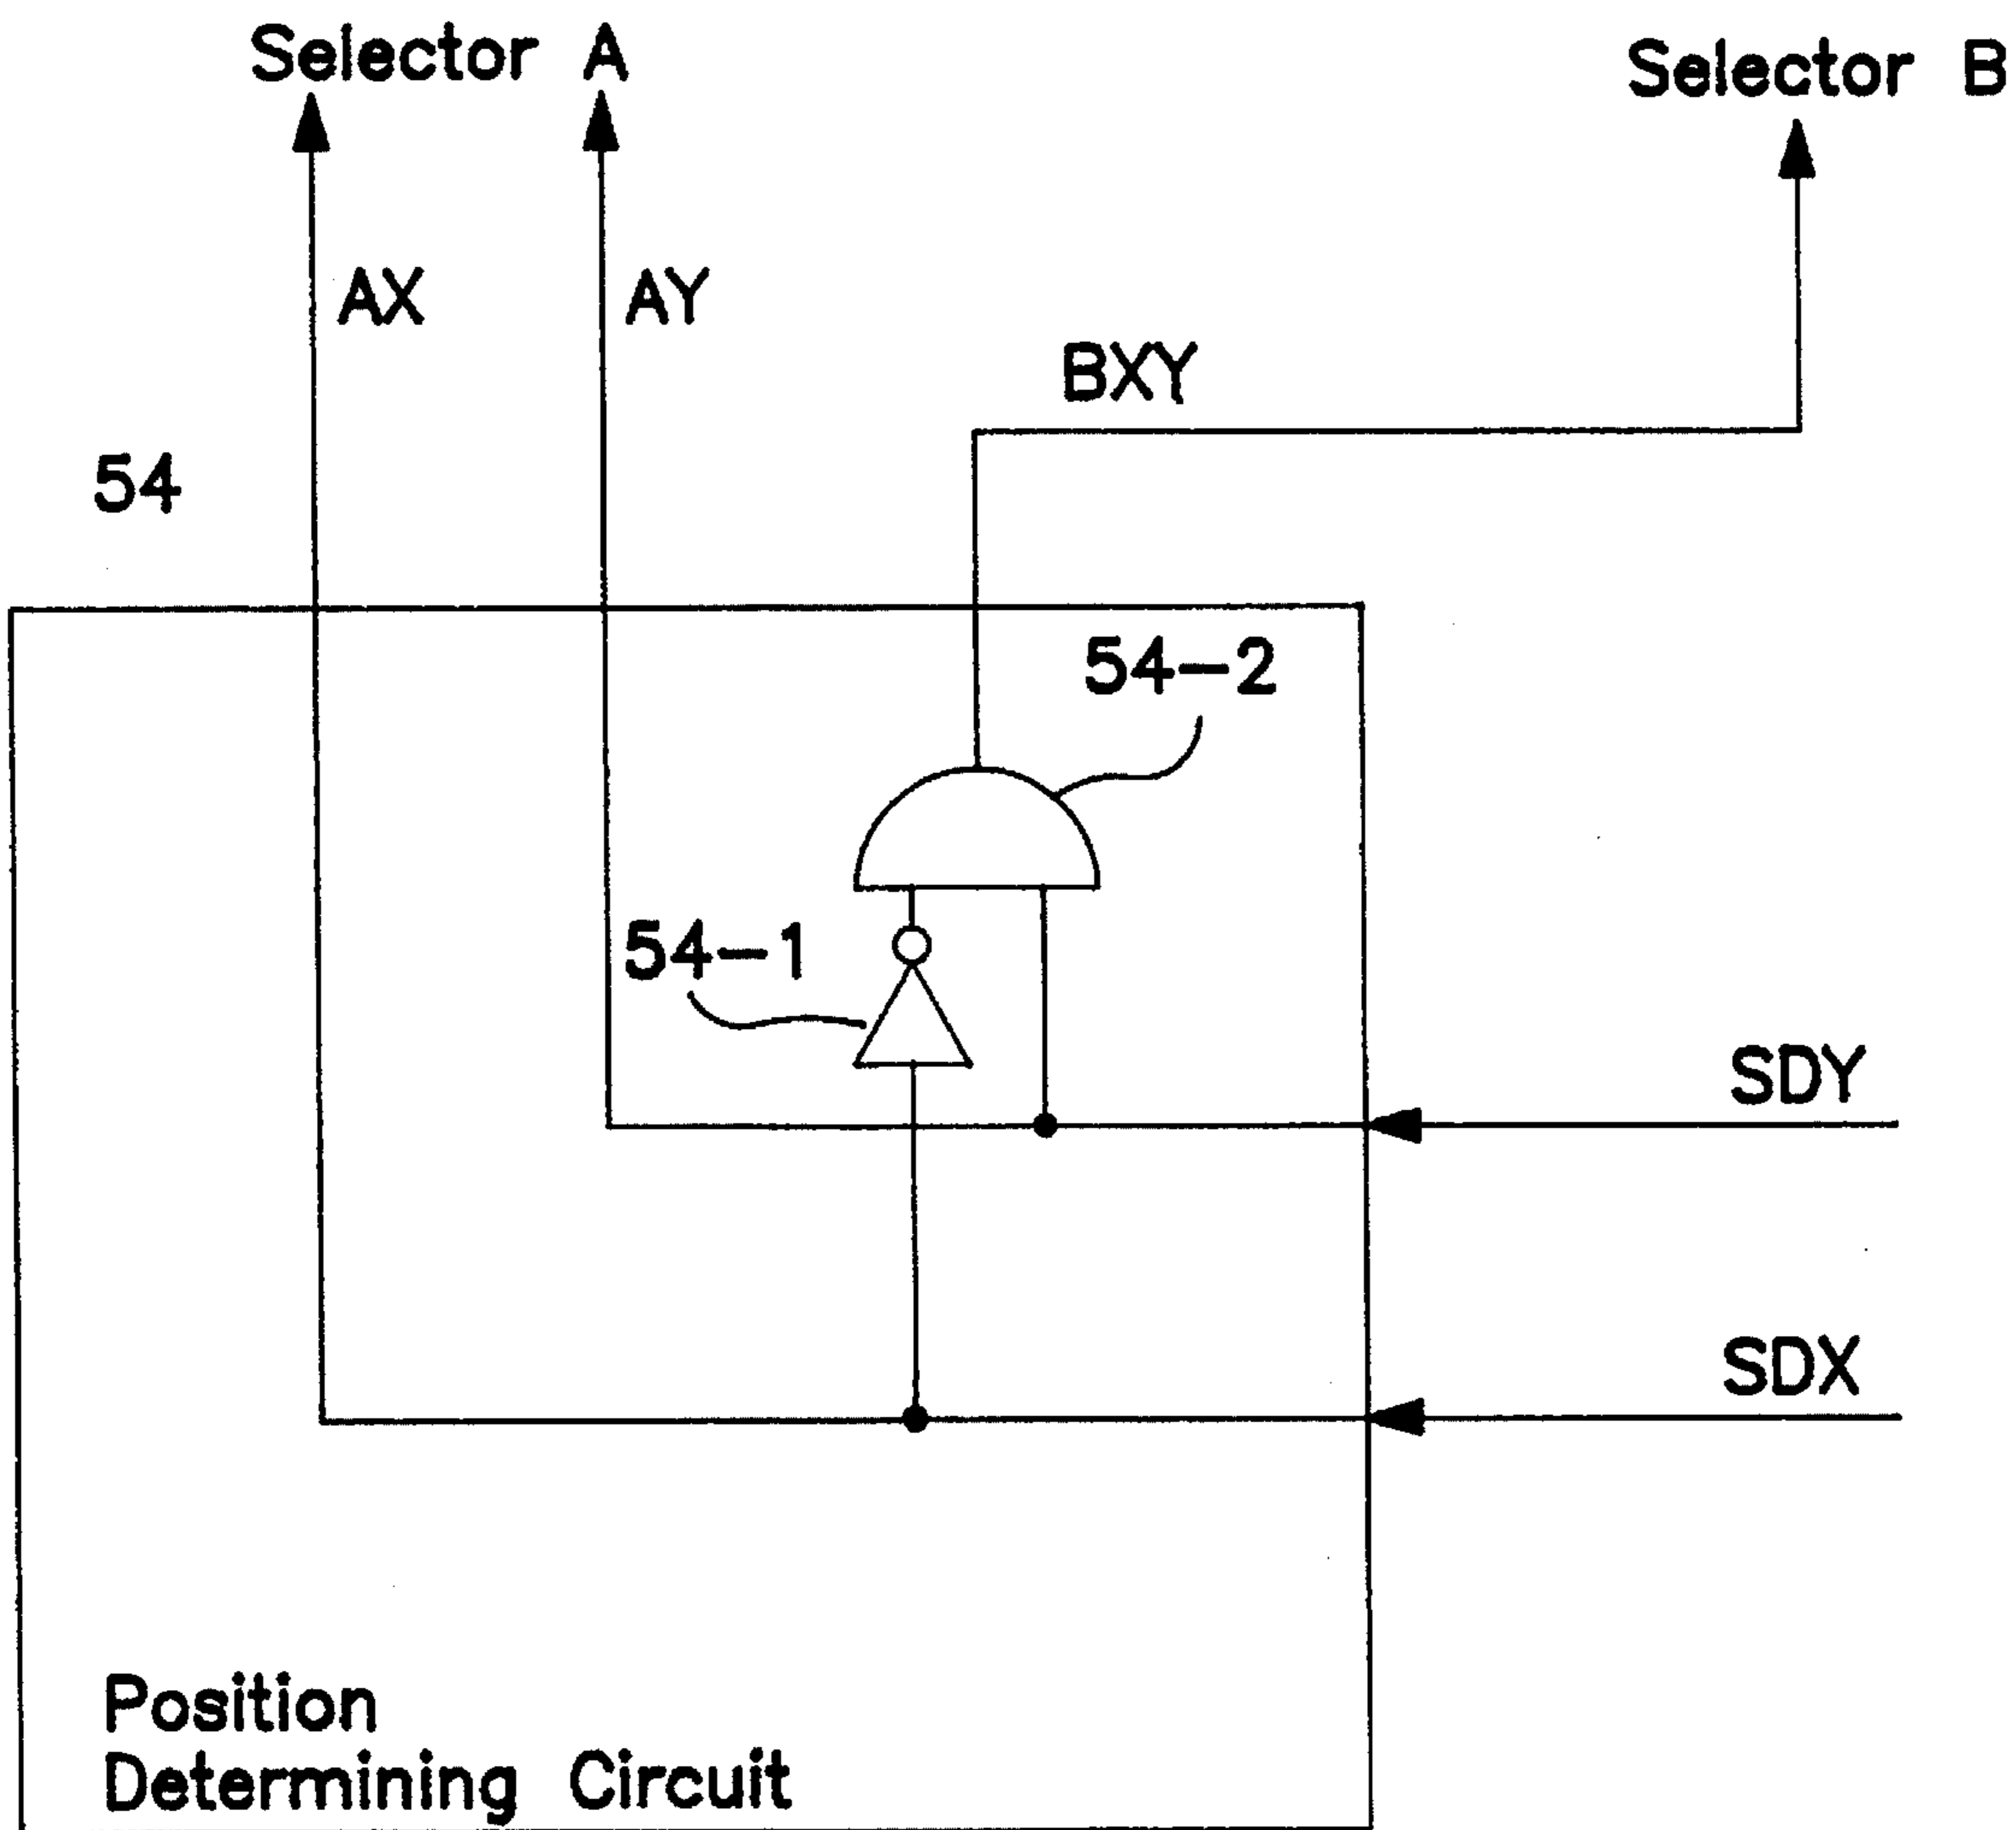 Selector A
Selector B
AX
AY
BXY
54
54-2
54-1
SDY
SDX
Position
Determining Circuit